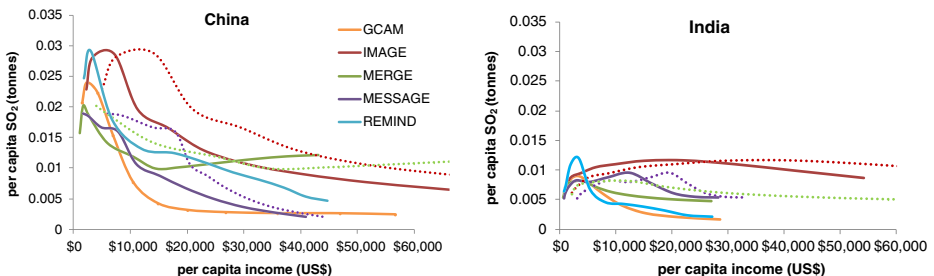 China
per capita SO2 (tonnes)
0.035
0.03
0.025
0.02
0.015
0.01
0.005
0
$0 $10,000 $20,000 $30,000 $40,000 $50,000 $60,000
per capita income (US$)
GCAM
IMAGE
MERGE
MESSAGE
REMIND
India
per capita SO2 (tonnes)
0.035
0.03
0.025
0.02
0.015
0.01
0.005
0
$0 $10,000 $20,000 $30,000 $40,000 $50,000 $60,000
per capita income (US$)